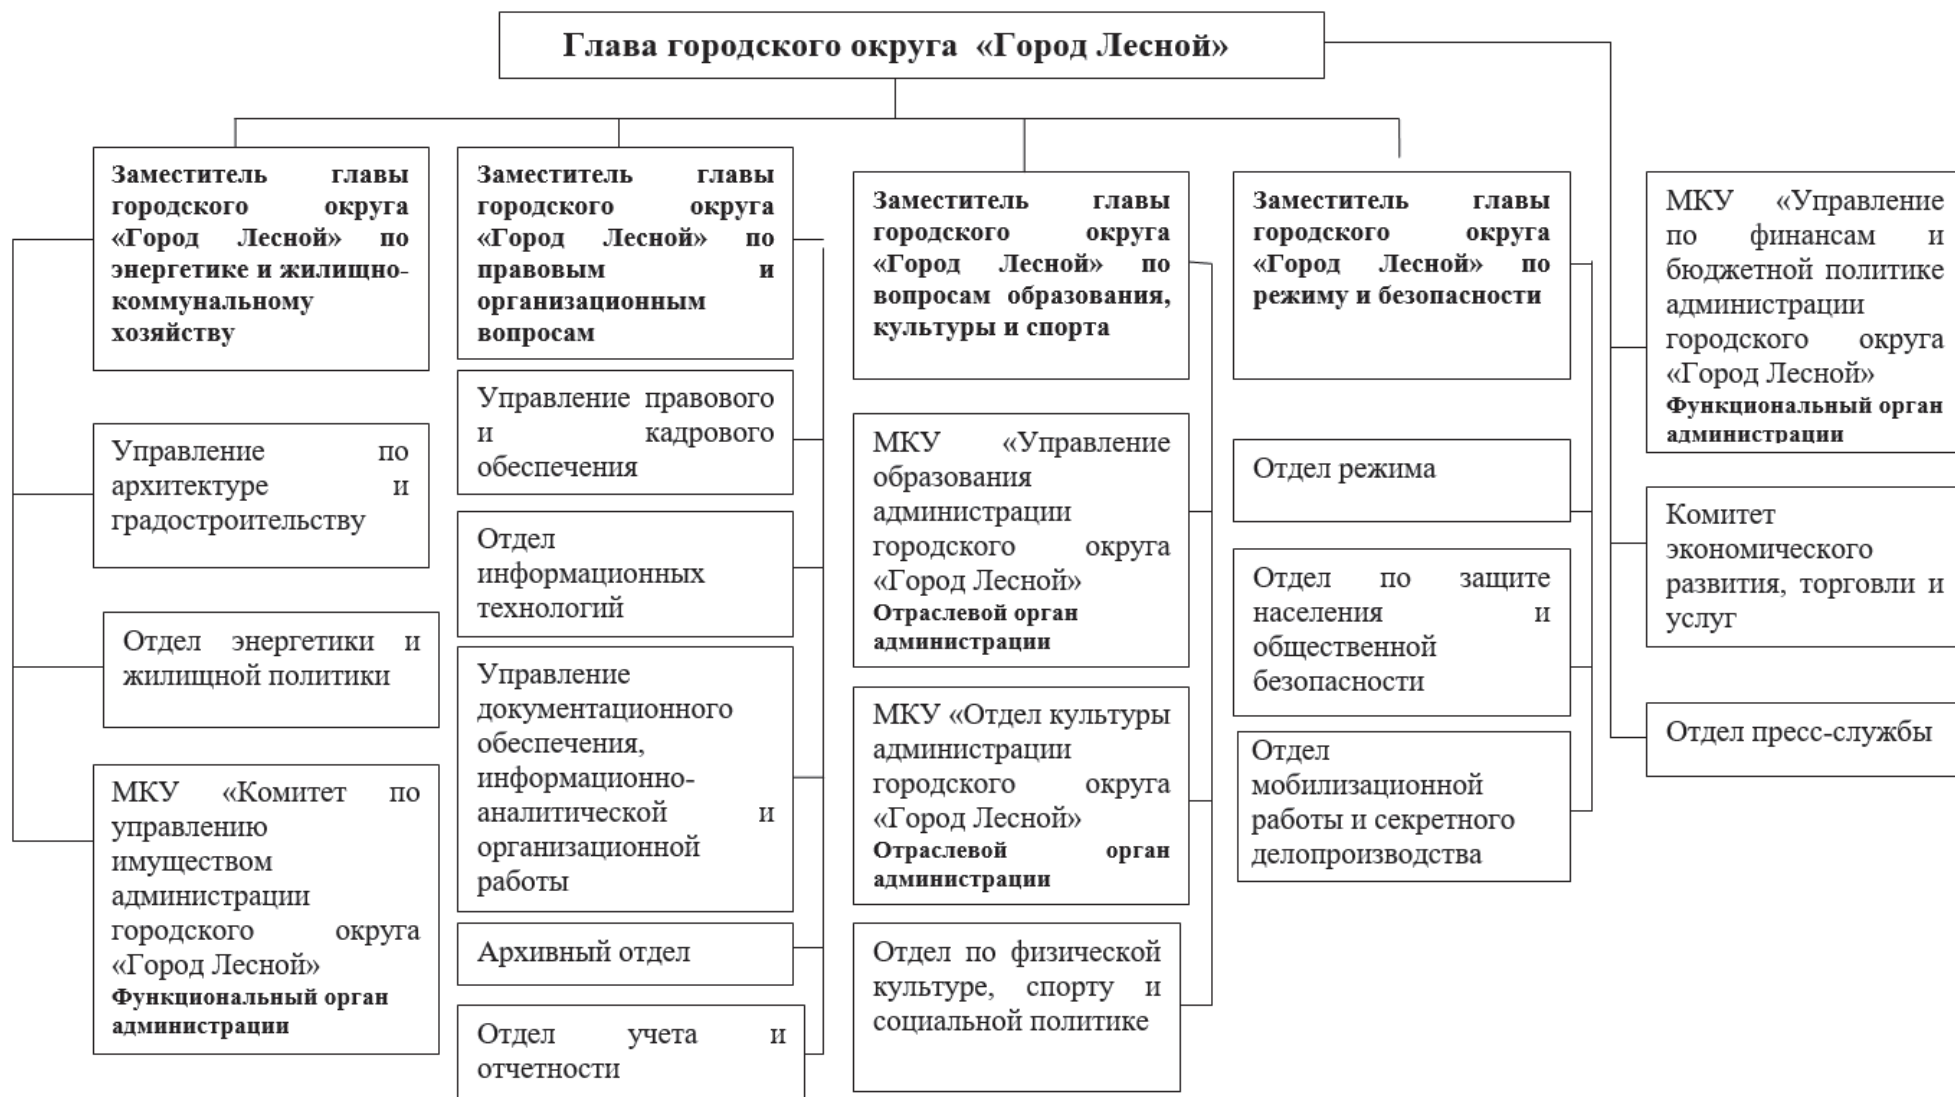 Глава городского округа «Город Лесной»
Заместитель главы
городского округа
«Город Лесной» по
энергетике и жилищно-
коммунальному
хозяйству
Управление по
архитектуре и
градостроительству
Отдел энергетики и
жилищной политики
МКУ «Комитет по
управлению
имуществом
администрации
городского округа
«Город Лесной»
Функциональный орган
администрации
Заместитель главы
городского округа
«Город Лесной» по
правовым и
организационным
вопросам
Управление правового
и кадрового
обеспечения
Отдел
информационных
технологий
Управление
документационного
обеспечения,
информационно-
аналитической и
организационной
работы
Архивный отдел
Отдел учета и
отчетности
Заместитель главы
городского округа
«Город Лесной» по
вопросам образования,
культуры и спорта
МКУ «Управление
образования
администрации
городского округа
«Город Лесной»
Отраслевой орган
администрации
МКУ «Отдел культуры
администрации
городского округа
«Город Лесной»
Отраслевой орган
администрации
Отдел по физической
культуре, спорту и
социальной политике
Заместитель главы
городского округа
«Город Лесной» по
режиму и безопасности
Отдел режима
Отдел по защите
населения и
общественной
безопасности
Отдел
мобилизационной
работы и секретного
делопроизводства
МКУ «Управление
по финансам и
бюджетной политике
администрации
городского округа
«Город Лесной»
Функциональный орган
администрации
Комитет
экономического
развития, торговли и
услуг
Отдел пресс-службы